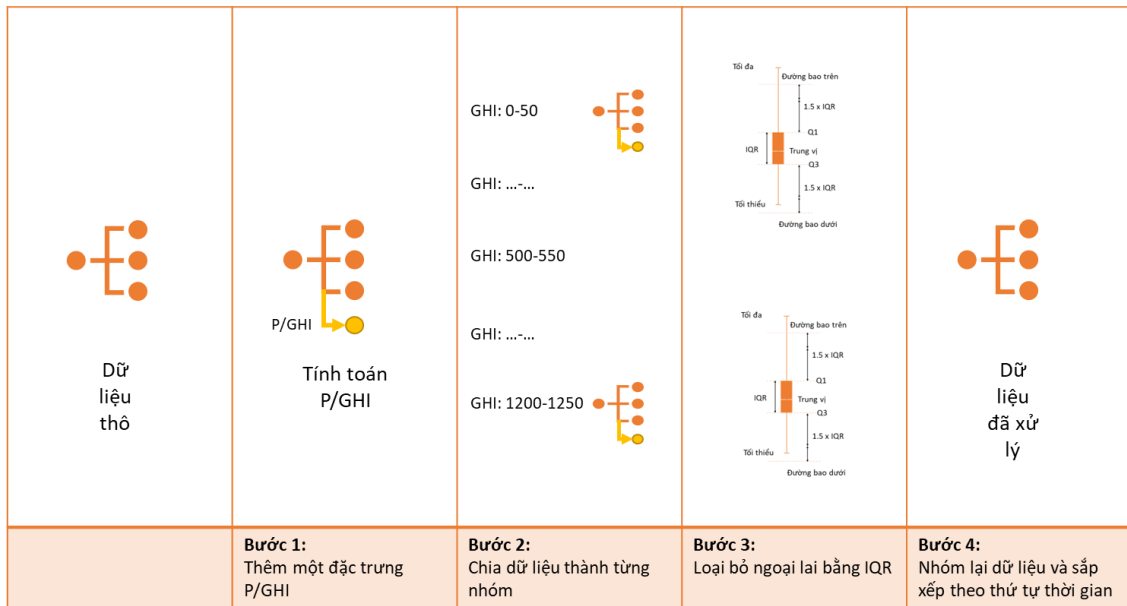 Dữ
liệu
thô
P/GHI
Tính toán
P/GHI
GHI: 0-50
GHI: ...-...
GHI: 500-550
GHI: ...-...
GHI: 1200-1250
Tối đa
Đường bao trên
1.5 x IQR
Q1
IQR
Trung vị
Q3
1.5 x IQR
Tối thiếu
Đường bao dưới
Tối đa
Đường bao trên
1.5 x IQR
Q1
IQR
Trung vị
Q3
1.5 x IQR
Tối thiếu
Đường bao dưới
Dữ
liệu
đã xử
lý
Bước 1:
Thêm một đặc trưng
P/GHI
Bước 2:
Chia dữ liệu thành từng
nhóm
Bước 3:
Loại bỏ ngoại lai bằng IQR
Bước 4:
Nhóm lại dữ liệu và sắp
xếp theo thứ tự thời gian